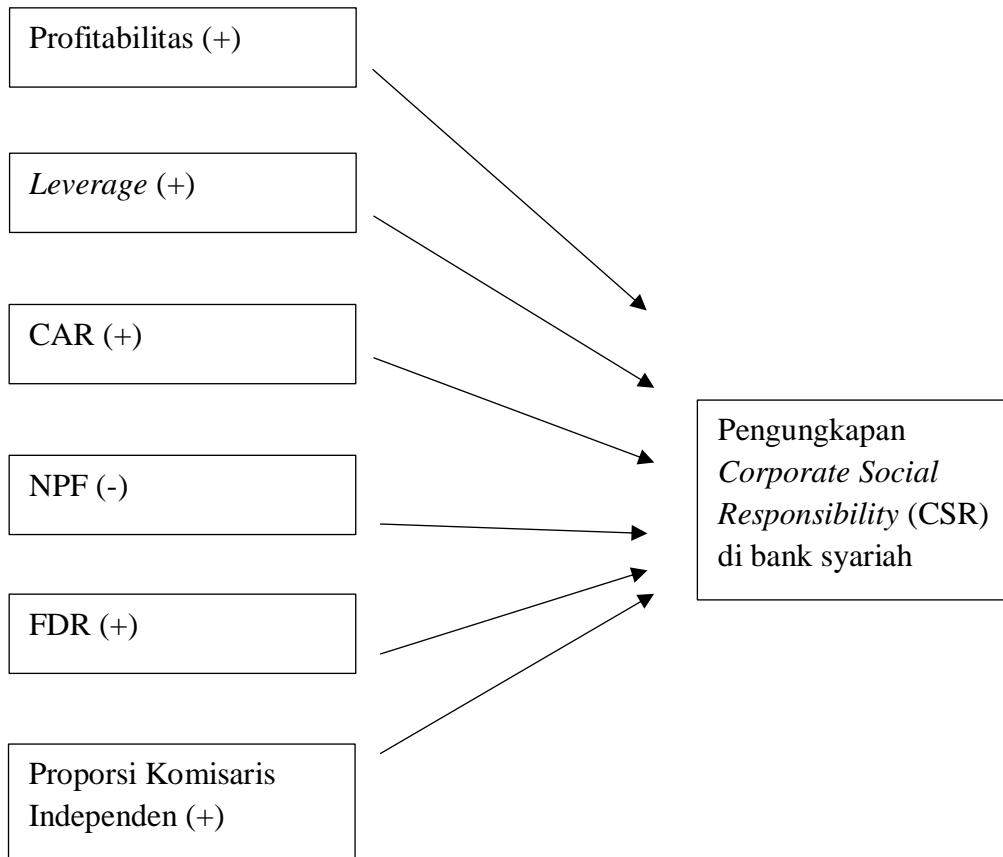 Profitabilitas (+)
Leverage (+)
CAR (+)
NPF (-)
FDR (+)
Proporsi Komisaris
Independen (+)
Pengungkapan
Corporate Social
Responsibility (CSR)
di bank syariah